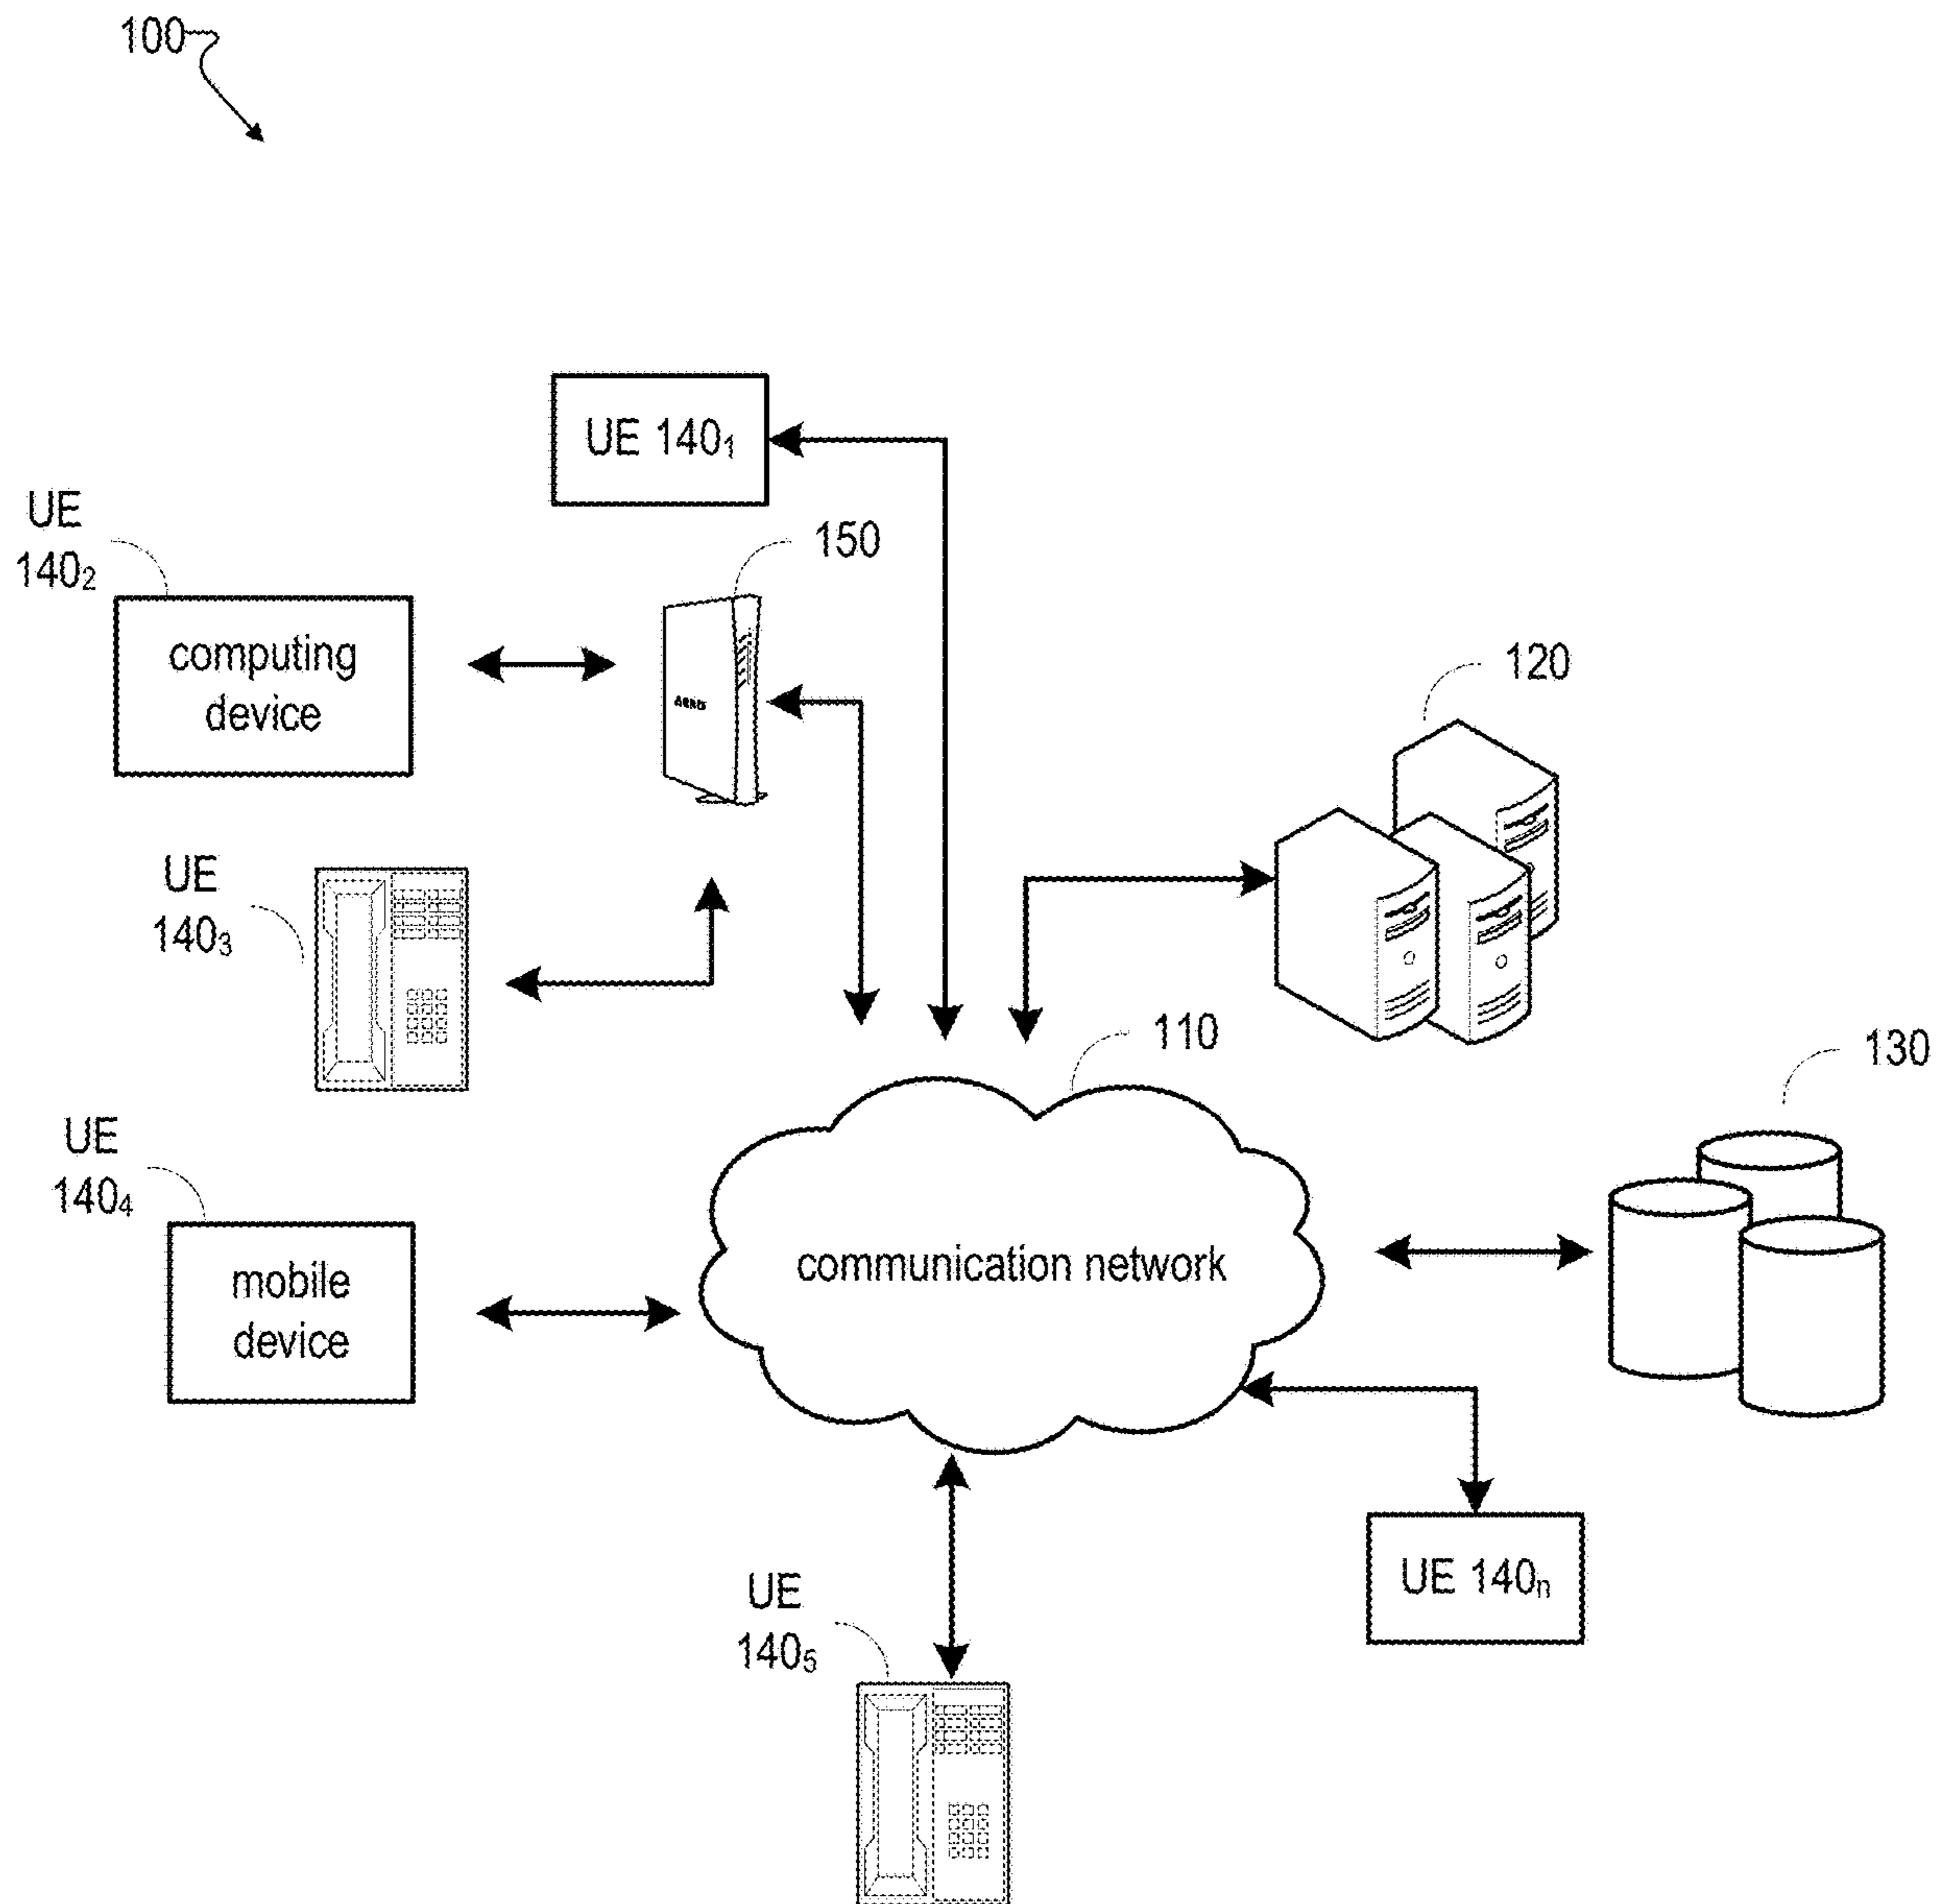 100
UE 140₁
UE
140₂
150
computing
device
ARRIS
120
UE
140₃
110
130
UE
140₄
communication network
mobile
device
UE 140ₙ
UE
140₅